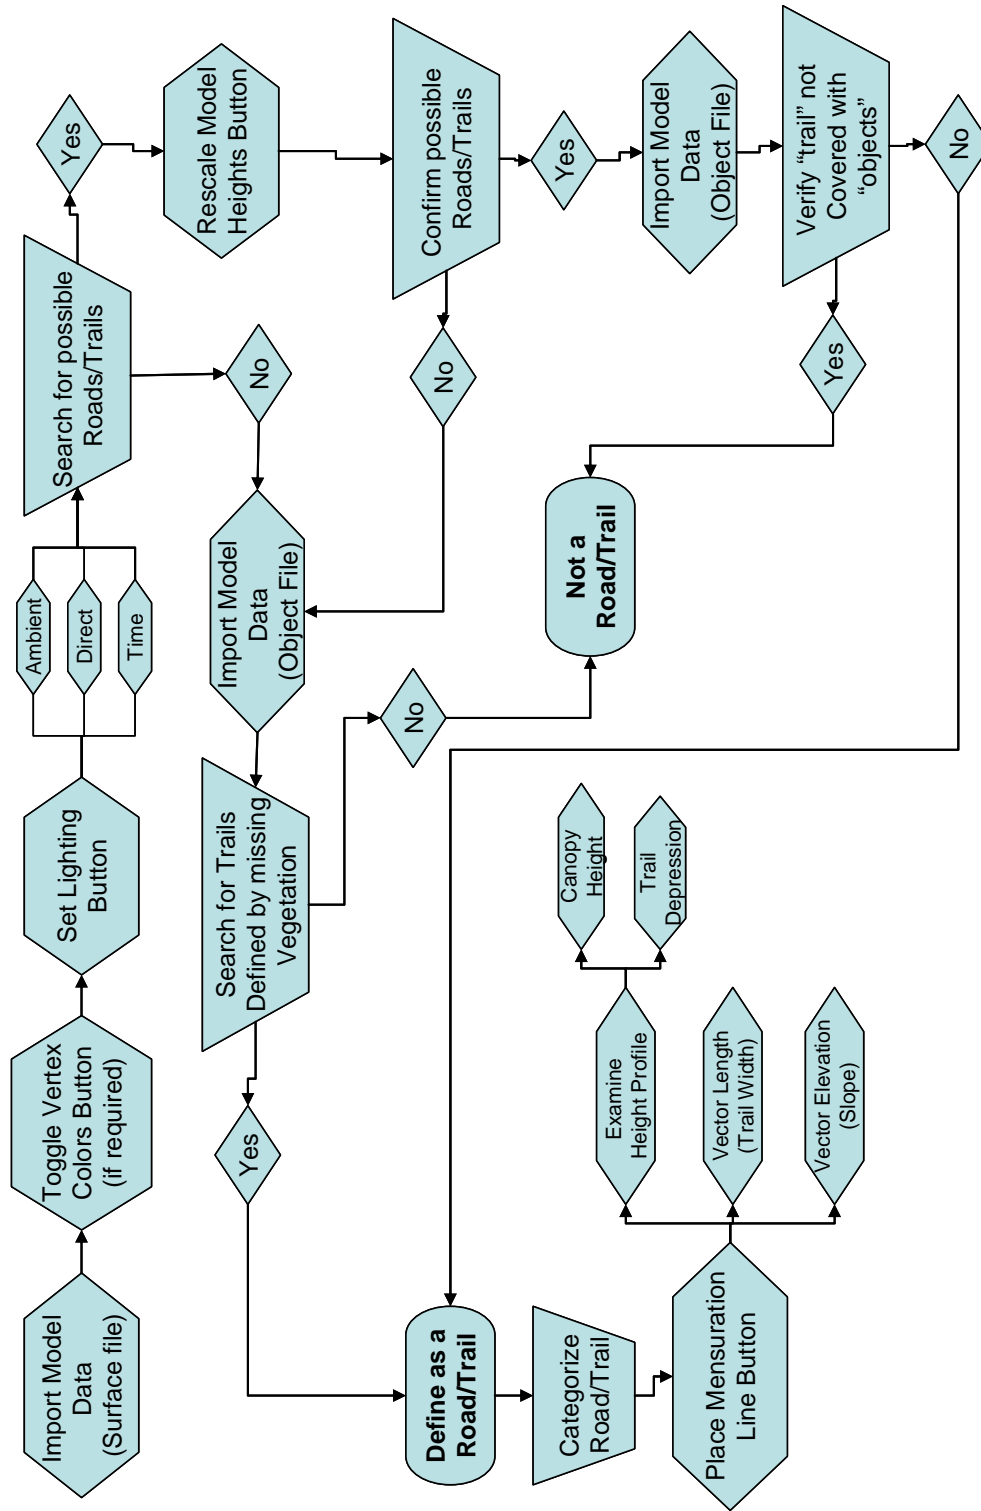 Import Model
Data
(Surface file)
Toggle Vertex
Colors Button
(if required)
Set Lighting
Button
Ambient
Direct
Time
Search for possible
Roads/Trails
Yes
No
Rescale Model
Heights Button
Confirm possible
Roads/Trails
No
Yes
Import Model
Data
(Object File)
Import Model
Data
(Object File)
Verify “trail” not
Covered with
“objects”
Yes
No
Search for Trails
Defined by missing
Vegetation
Yes
No
Not a
Road/Trail
Define as a
Road/Trail
Categorize
Road/Trail
Place Mensuration
Line Button
Examine
Height Profile
Vector Length
(Trail Width)
Vector Elevation
(Slope)
Canopy
Height
Trail
Depression